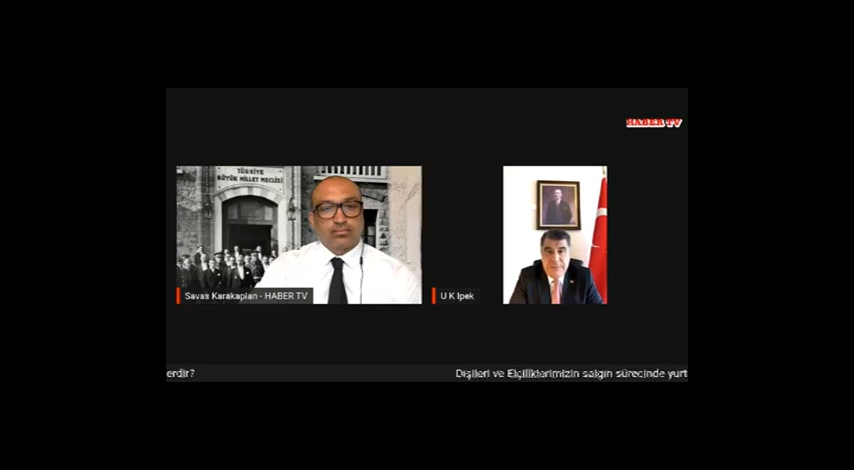 HABER TV
TÜRKİYE
BÜYÜK MİLLET MECLİSİ
Savas Karakaplan - HABER TV
U K Ipek
erdir?
Dışileri ve Elçiliklerimizin salgın sürecinde yurt